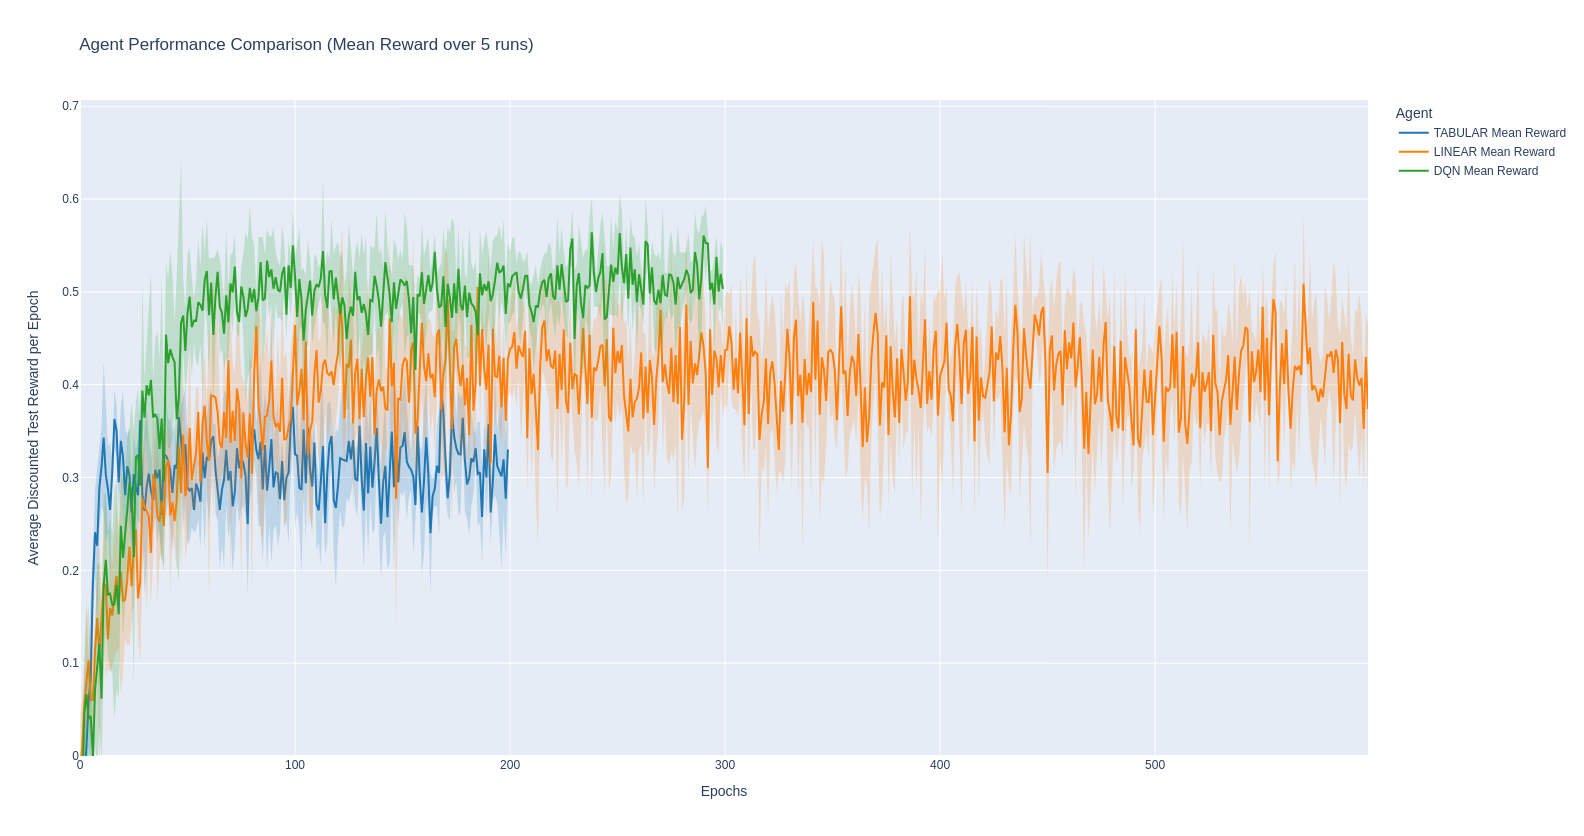 Agent Performance Comparison (Mean Reward over 5 runs)
Agent
TABULAR Mean Reward
LINEAR Mean Reward
DQN Mean Reward
Average Discounted Test Reward per Epoch
0.7
0.6
0.5
0.4
0.3
0.2
0.1
0
0
100
200
300
400
500
Epochs